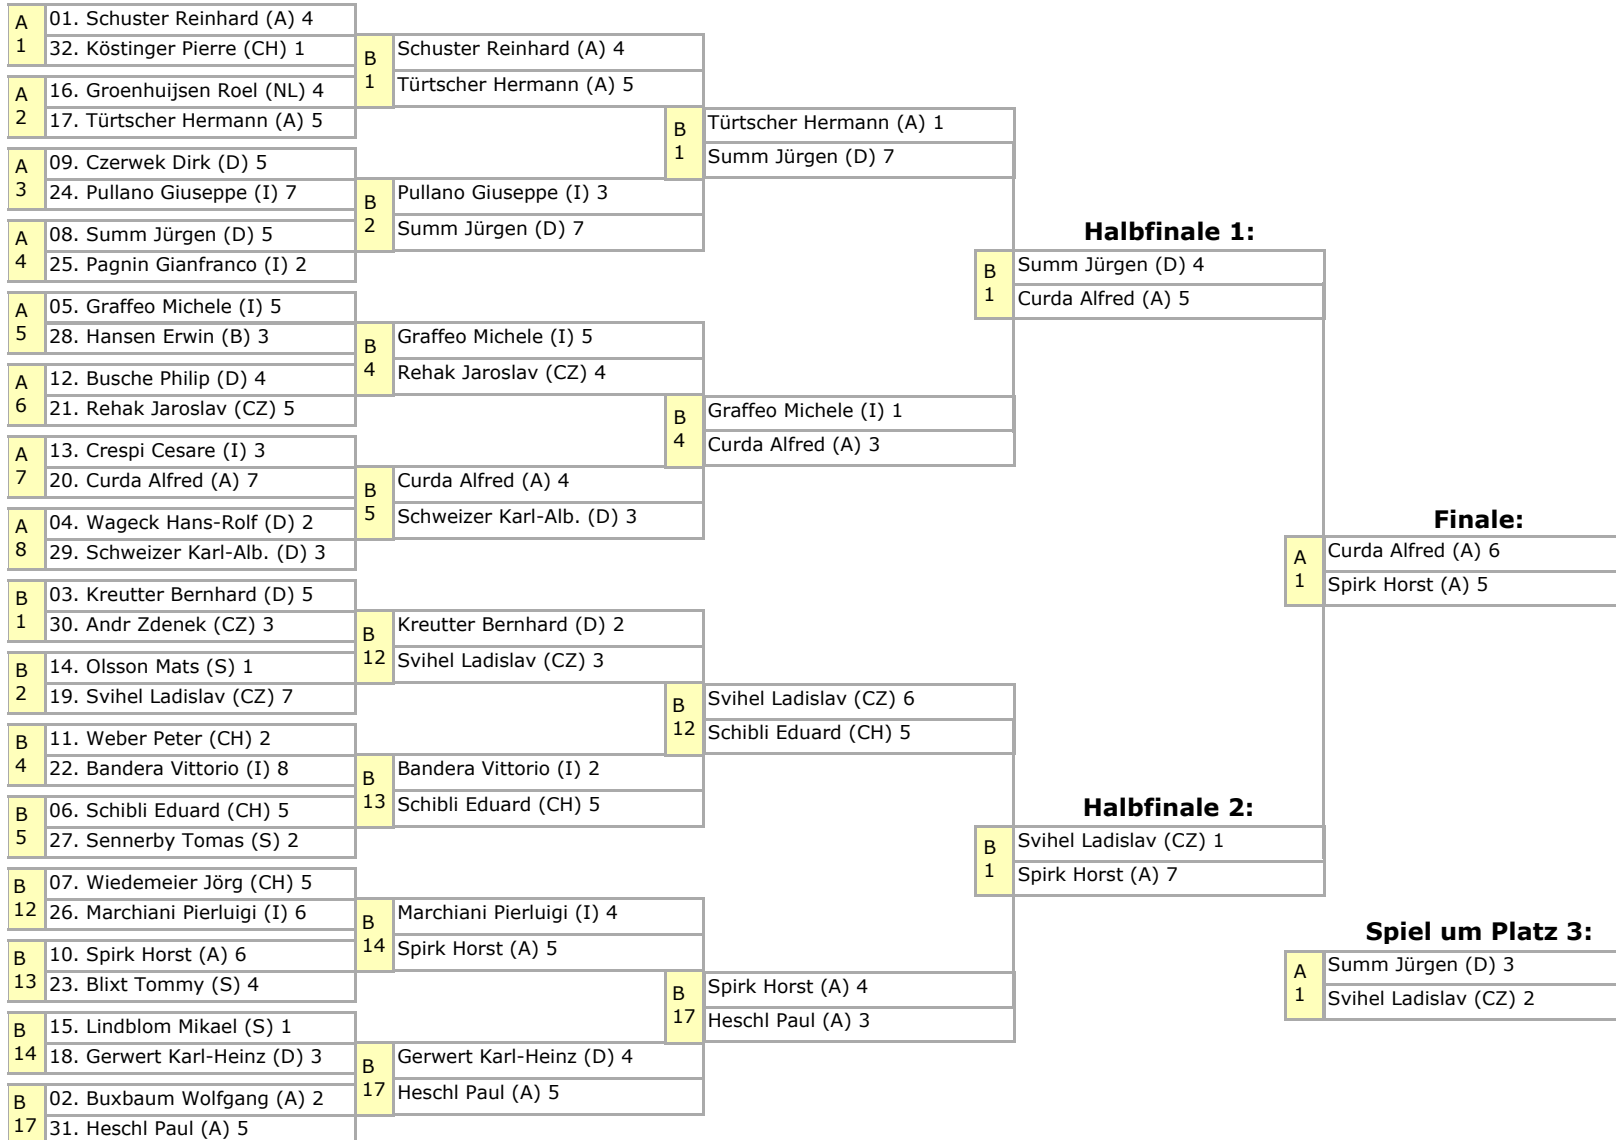 A
1
01. Schuster Reinhard (A) 4
32. Köstinger Pierre (CH) 1
A
2
16. Groenhuijsen Roel (NL) 4
17. Türtscher Hermann (A) 5
A
3
09. Czerwek Dirk (D) 5
24. Pullano Giuseppe (I) 7
A
4
08. Summ Jürgen (D) 5
25. Pagnin Gianfranco (I) 2
A
5
05. Graffeo Michele (I) 5
28. Hansen Erwin (B) 3
A
6
12. Busche Philip (D) 4
21. Rehak Jaroslav (CZ) 5
A
7
13. Crespi Cesare (I) 3
20. Curda Alfred (A) 7
A
8
04. Wageck Hans-Rolf (D) 2
29. Schweizer Karl-Alb. (D) 3
B
1
03. Kreutter Bernhard (D) 5
30. Andr Zdenek (CZ) 3
B
2
14. Olsson Mats (S) 1
19. Svihel Ladislav (CZ) 7
B
4
11. Weber Peter (CH) 2
22. Bandera Vittorio (I) 8
B
5
06. Schibli Eduard (CH) 5
27. Sennerby Tomas (S) 2
B
12
07. Wiedemeier Jörg (CH) 5
26. Marchiani Pierluigi (I) 6
B
13
10. Spirk Horst (A) 6
23. Blixt Tommy (S) 4
B
14
15. Lindblom Mikael (S) 1
18. Gerwert Karl-Heinz (D) 3
B
17
02. Buxbaum Wolfgang (A) 2
31. Heschl Paul (A) 5
B
1
Schuster Reinhard (A) 4
Türtscher Hermann (A) 5
B
2
Pullano Giuseppe (I) 3
Summ Jürgen (D) 7
B
4
Graffeo Michele (I) 5
Rehak Jaroslav (CZ) 4
B
5
Curda Alfred (A) 4
Schweizer Karl-Alb. (D) 3
B
12
Kreutter Bernhard (D) 2
Svihel Ladislav (CZ) 3
B
13
Bandera Vittorio (I) 2
Schibli Eduard (CH) 5
B
14
Marchiani Pierluigi (I) 4
Spirk Horst (A) 5
B
17
Gerwert Karl-Heinz (D) 4
Heschl Paul (A) 5
B
1
Türtscher Hermann (A) 1
Summ Jürgen (D) 7
B
4
Graffeo Michele (I) 1
Curda Alfred (A) 3
B
12
Svihel Ladislav (CZ) 6
Schibli Eduard (CH) 5
B
17
Spirk Horst (A) 4
Heschl Paul (A) 3
Halbfinale 1:
B
1
Summ Jürgen (D) 4
Curda Alfred (A) 5
Halbfinale 2:
B
1
Svihel Ladislav (CZ) 1
Spirk Horst (A) 7
Finale:
A
1
Curda Alfred (A) 6
Spirk Horst (A) 5
Spiel um Platz 3:
A
1
Summ Jürgen (D) 3
Svihel Ladislav (CZ) 2